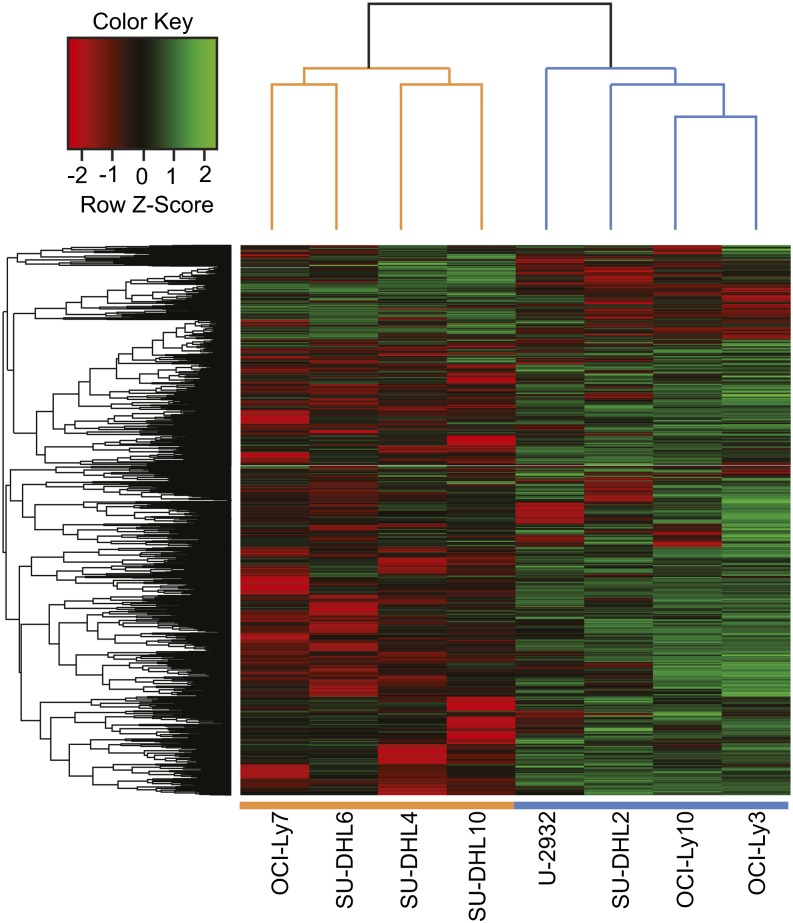 Color Key
-2 -1 0 1 2
Row Z-Score
OCI-Ly7
SU-DHL6
SU-DHL4
SU-DHL10
U-2932
SU-DHL2
OCI-Ly10
OCI-Ly3